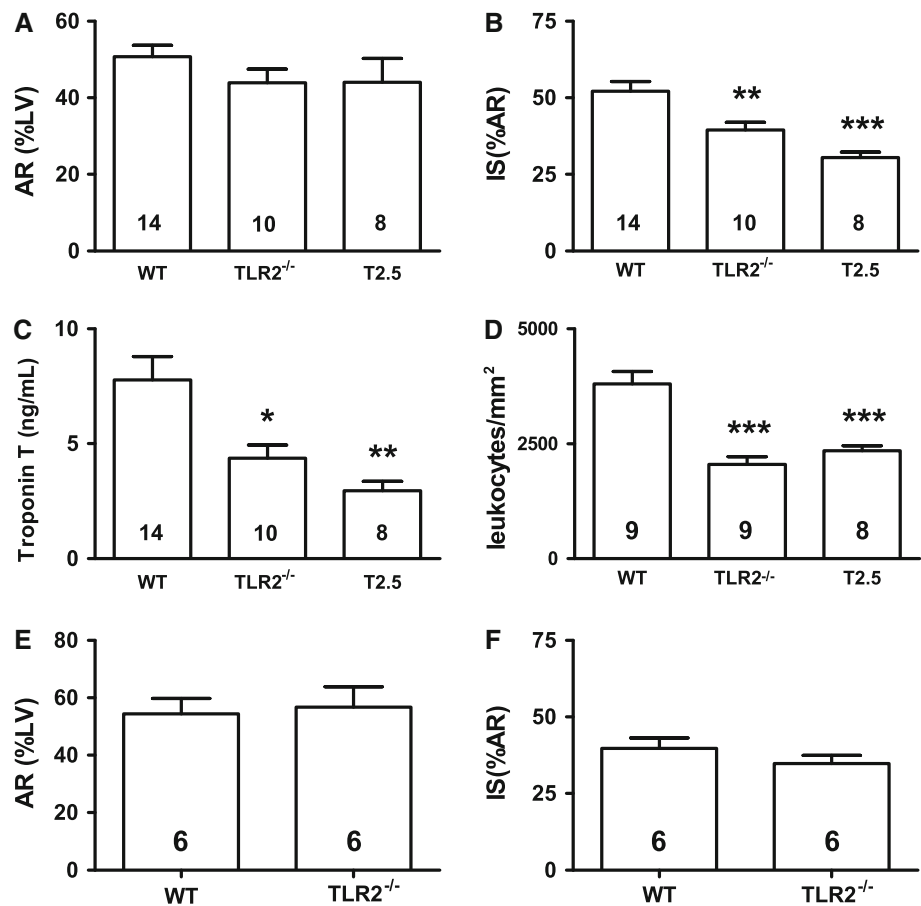 A
60
40
20
0
AR (%LV)
14
10
8
WT
TLR2-/-
T2.5
B
75
50
25
0
IS(%AR)
**
***
14
10
8
WT
TLR2-/-
T2.5
C
10
5
0
Troponin T (ng/mL)
*
**
14
10
8
WT
TLR2-/-
T2.5
D
5000
2500
0
leukocytes/mm2
***
***
9
9
8
WT
TLR2-/-
T2.5
E
80
60
40
20
0
AR (%LV)
6
6
WT
TLR2-/-
F
75
50
25
0
IS(%AR)
6
6
WT
TLR2-/-